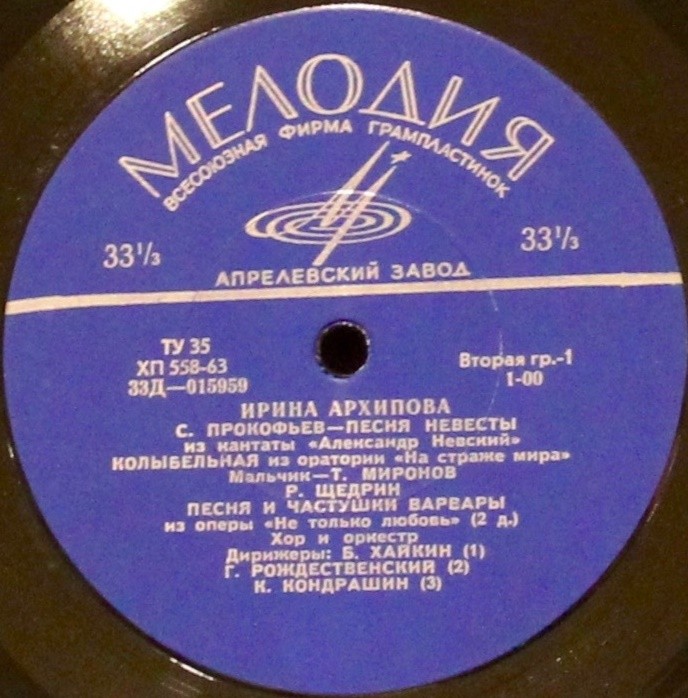 МЕЛОДИЯ
ВСЕСОЮЗНАЯ ФИРМА ГРАМПЛАСТИНОК
33⅓ 33⅓
АПРЕЛЕВСКИЙ ЗАВОД
ТУ 35
ХП 558-63
33Д—015959
Вторая гр.-1
1-00
ИРИНА АРХИПОВА
С. ПРОКОФЬЕВ—ПЕСНЯ НЕВЕСТЫ
из кантаты «Александр Невский»
КОЛЫБЕЛЬНАЯ из оратории «На страже мира»
Мальчик—Т. МИРОНОВ
Р. ЩЕДРИН
ПЕСНЯ И ЧАСТУШКИ ВАРВАРЫ
из оперы «Не только любовь» (2 д.)
Хор и оркестр
Дирижеры: Б. ХАЙКИН (1)
Г. РОЖДЕСТВЕНСКИЙ (2)
К. КОНДРАШИН (3)